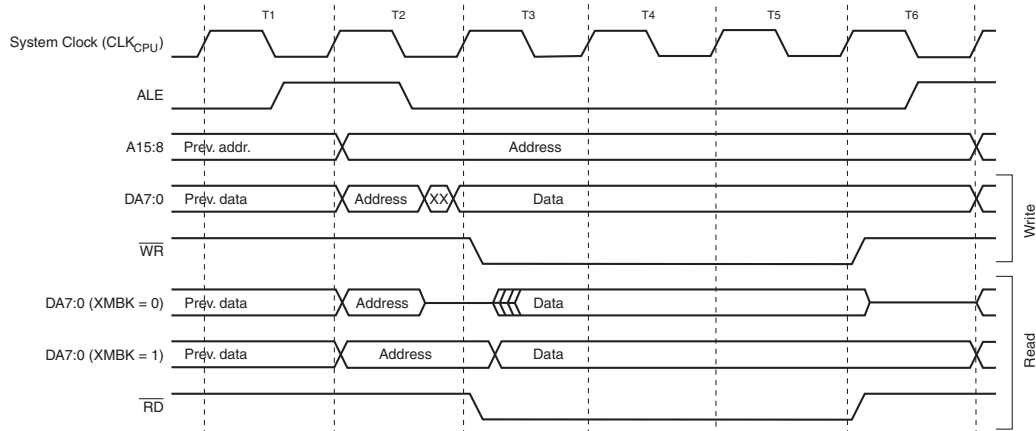 T1 T2 T3 T4 T5 T6
System Clock (CLKCPU)
ALE
A15:8 Prev. addr. Address
DA7:0 Prev. data Address XX Data
WR
Write
DA7:0 (XMBK = 0) Prev. data Address Data
DA7:0 (XMBK = 1) Prev. data Address Data
RD
Read